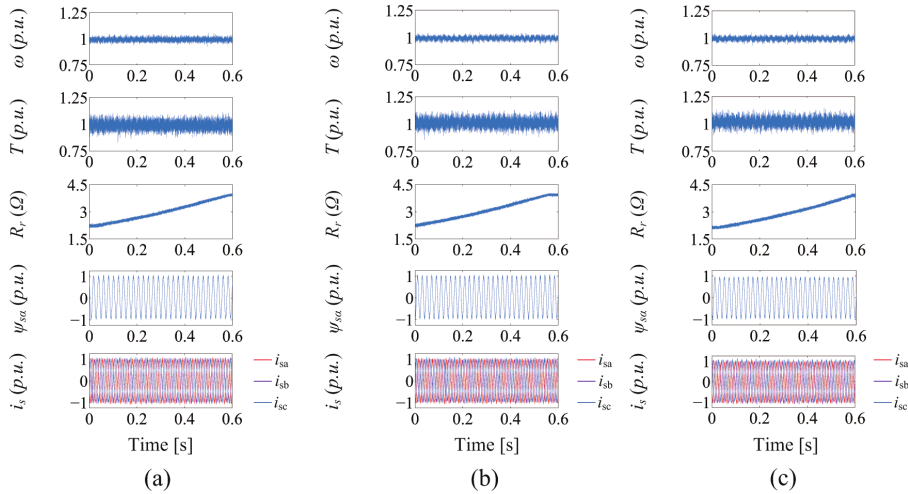 1.25
1
0.75
ω (p.u.)
0 0.2 0.4 0.6
1.25
1
0.75
T (p.u.)
0 0.2 0.4 0.6
4.5
3
1.5
Rr (Ω)
0 0.2 0.4 0.6
1
0
−1
ψsα (p.u.)
0 0.2 0.4 0.6
1
0
−1
is (p.u.)
isa
isb
isc
0 0.2 0.4 0.6
Time [s]
(a)
1.25
1
0.75
ω (p.u.)
0 0.2 0.4 0.6
1.25
1
0.75
T (p.u.)
0 0.2 0.4 0.6
4.5
3
1.5
Rr (Ω)
0 0.2 0.4 0.6
1
0
−1
ψsα (p.u.)
0 0.2 0.4 0.6
1
0
−1
is (p.u.)
isa
isb
isc
0 0.2 0.4 0.6
Time [s]
(b)
1.25
1
0.75
ω (p.u.)
0 0.2 0.4 0.6
1.25
1
0.75
T (p.u.)
0 0.2 0.4 0.6
4.5
3
1.5
Rr (Ω)
0 0.2 0.4 0.6
1
0
−1
ψsα (p.u.)
0 0.2 0.4 0.6
1
0
−1
is (p.u.)
isa
isb
isc
0 0.2 0.4 0.6
Time [s]
(c)